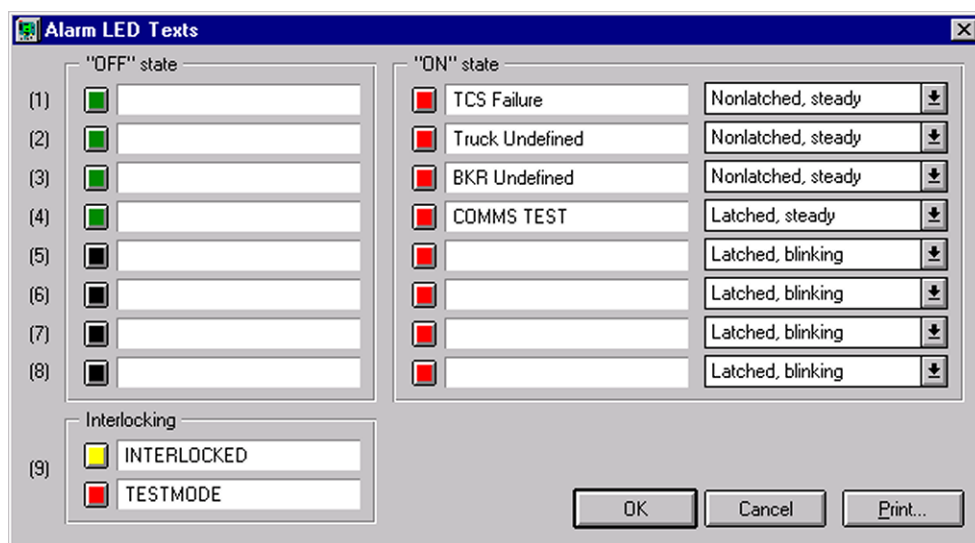 Alarm LED Texts
"OFF" state "ON" state
(1) TCS Failure Nonlatched, steady
(2) Truck Undefined Nonlatched, steady
(3) BKR Undefined Nonlatched, steady
(4) COMMS TEST Latched, steady
(5) Latched, blinking
(6) Latched, blinking
(7) Latched, blinking
(8) Latched, blinking
Interlocking
(9) INTERLOCKED
TESTMODE
OK Cancel Print...